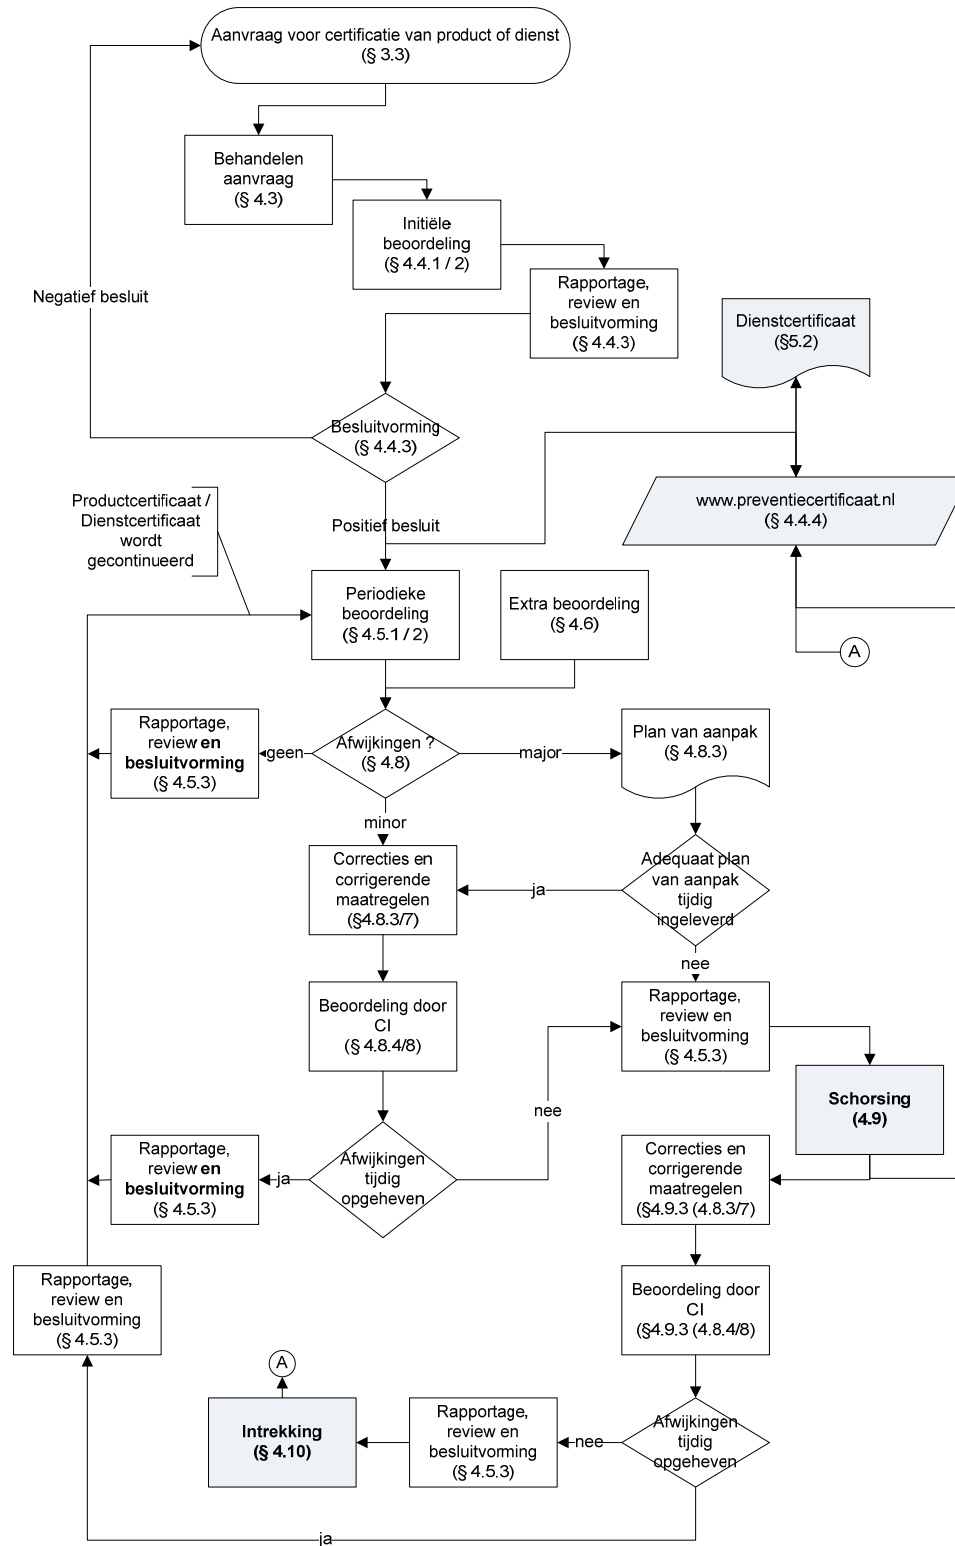 Aanvraag voor certificatie van product of dienst
(§ 3.3)
Behandelen
aanvraag
(§ 4.3)
Initiële
beoordeling
(§ 4.4.1 / 2)
Rapportage,
review en
besluitvorming
(§ 4.4.3)
Negatief besluit
Dienstcertificaat
(§5.2)
Besluitvorming
(§ 4.4.3)
www.preventiecertificaat.nl
(§ 4.4.4)
Productcertificaat /
Dienstcertificaat
wordt
gecontinueerd
Positief besluit
Periodieke
beoordeling
(§ 4.5.1 / 2)
Extra beoordeling
(§ 4.6)
A
Rapportage,
review en
besluitvorming
(§ 4.5.3)
geen
Afwijkingen ?
(§ 4.8)
major
Plan van aanpak
(§ 4.8.3)
minor
Correcties en
corrigerende
maatregelen
(§4.8.3/7)
ja
Adequaat plan
van aanpak
tijdig
ingeleverd
nee
Beoordeling door
CI
(§ 4.8.4/8)
Rapportage,
review en
besluitvorming
(§ 4.5.3)
Schorsing
(4.9)
nee
Rapportage,
review en
besluitvorming
(§ 4.5.3)
ja
Afwijkingen
tijdig
opgeheven
Correcties en
corrigerende
maatregelen
(§4.9.3 (4.8.3/7)
Rapportage,
review en
besluitvorming
(§ 4.5.3)
Beoordeling door
CI
(§4.9.3 (4.8.4/8)
A
Intrekking
(§ 4.10)
Rapportage,
review en
besluitvorming
(§ 4.5.3)
nee
Afwijkingen
tijdig
opgeheven
ja